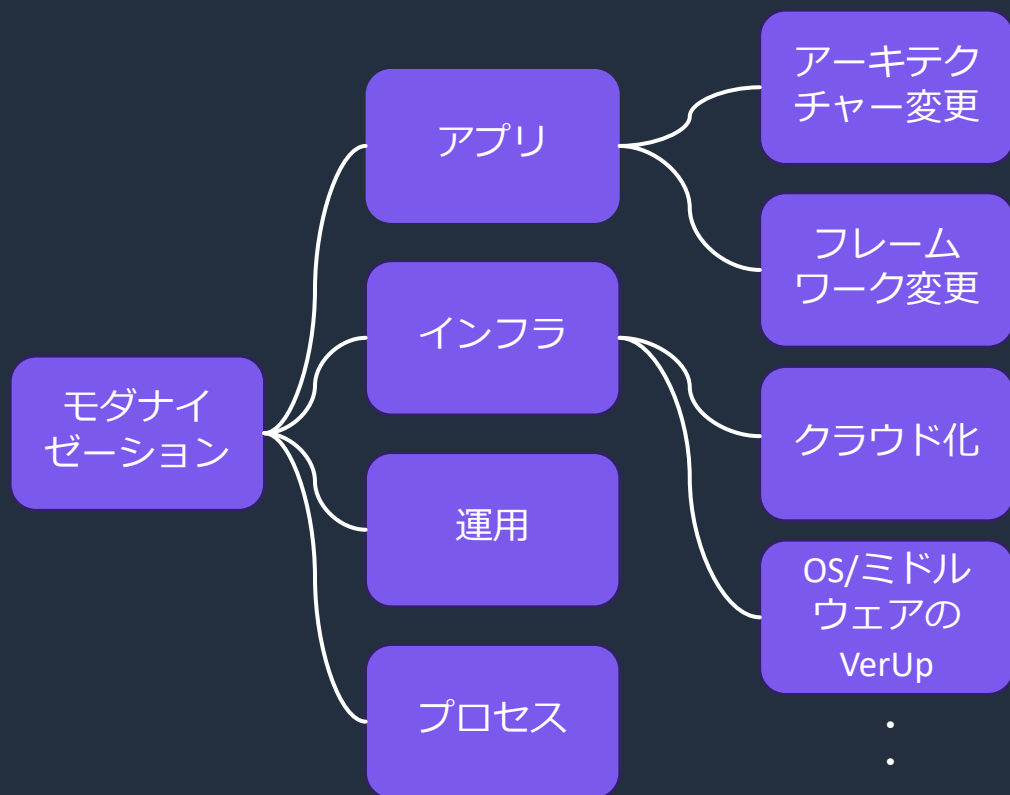 モダナイ
ゼーション
アプリ
インフラ
運用
プロセス
アーキテク
チャー変更
フレーム
ワーク変更
クラウド化
OS/ミドル
ウェアの
VerUp
・
・